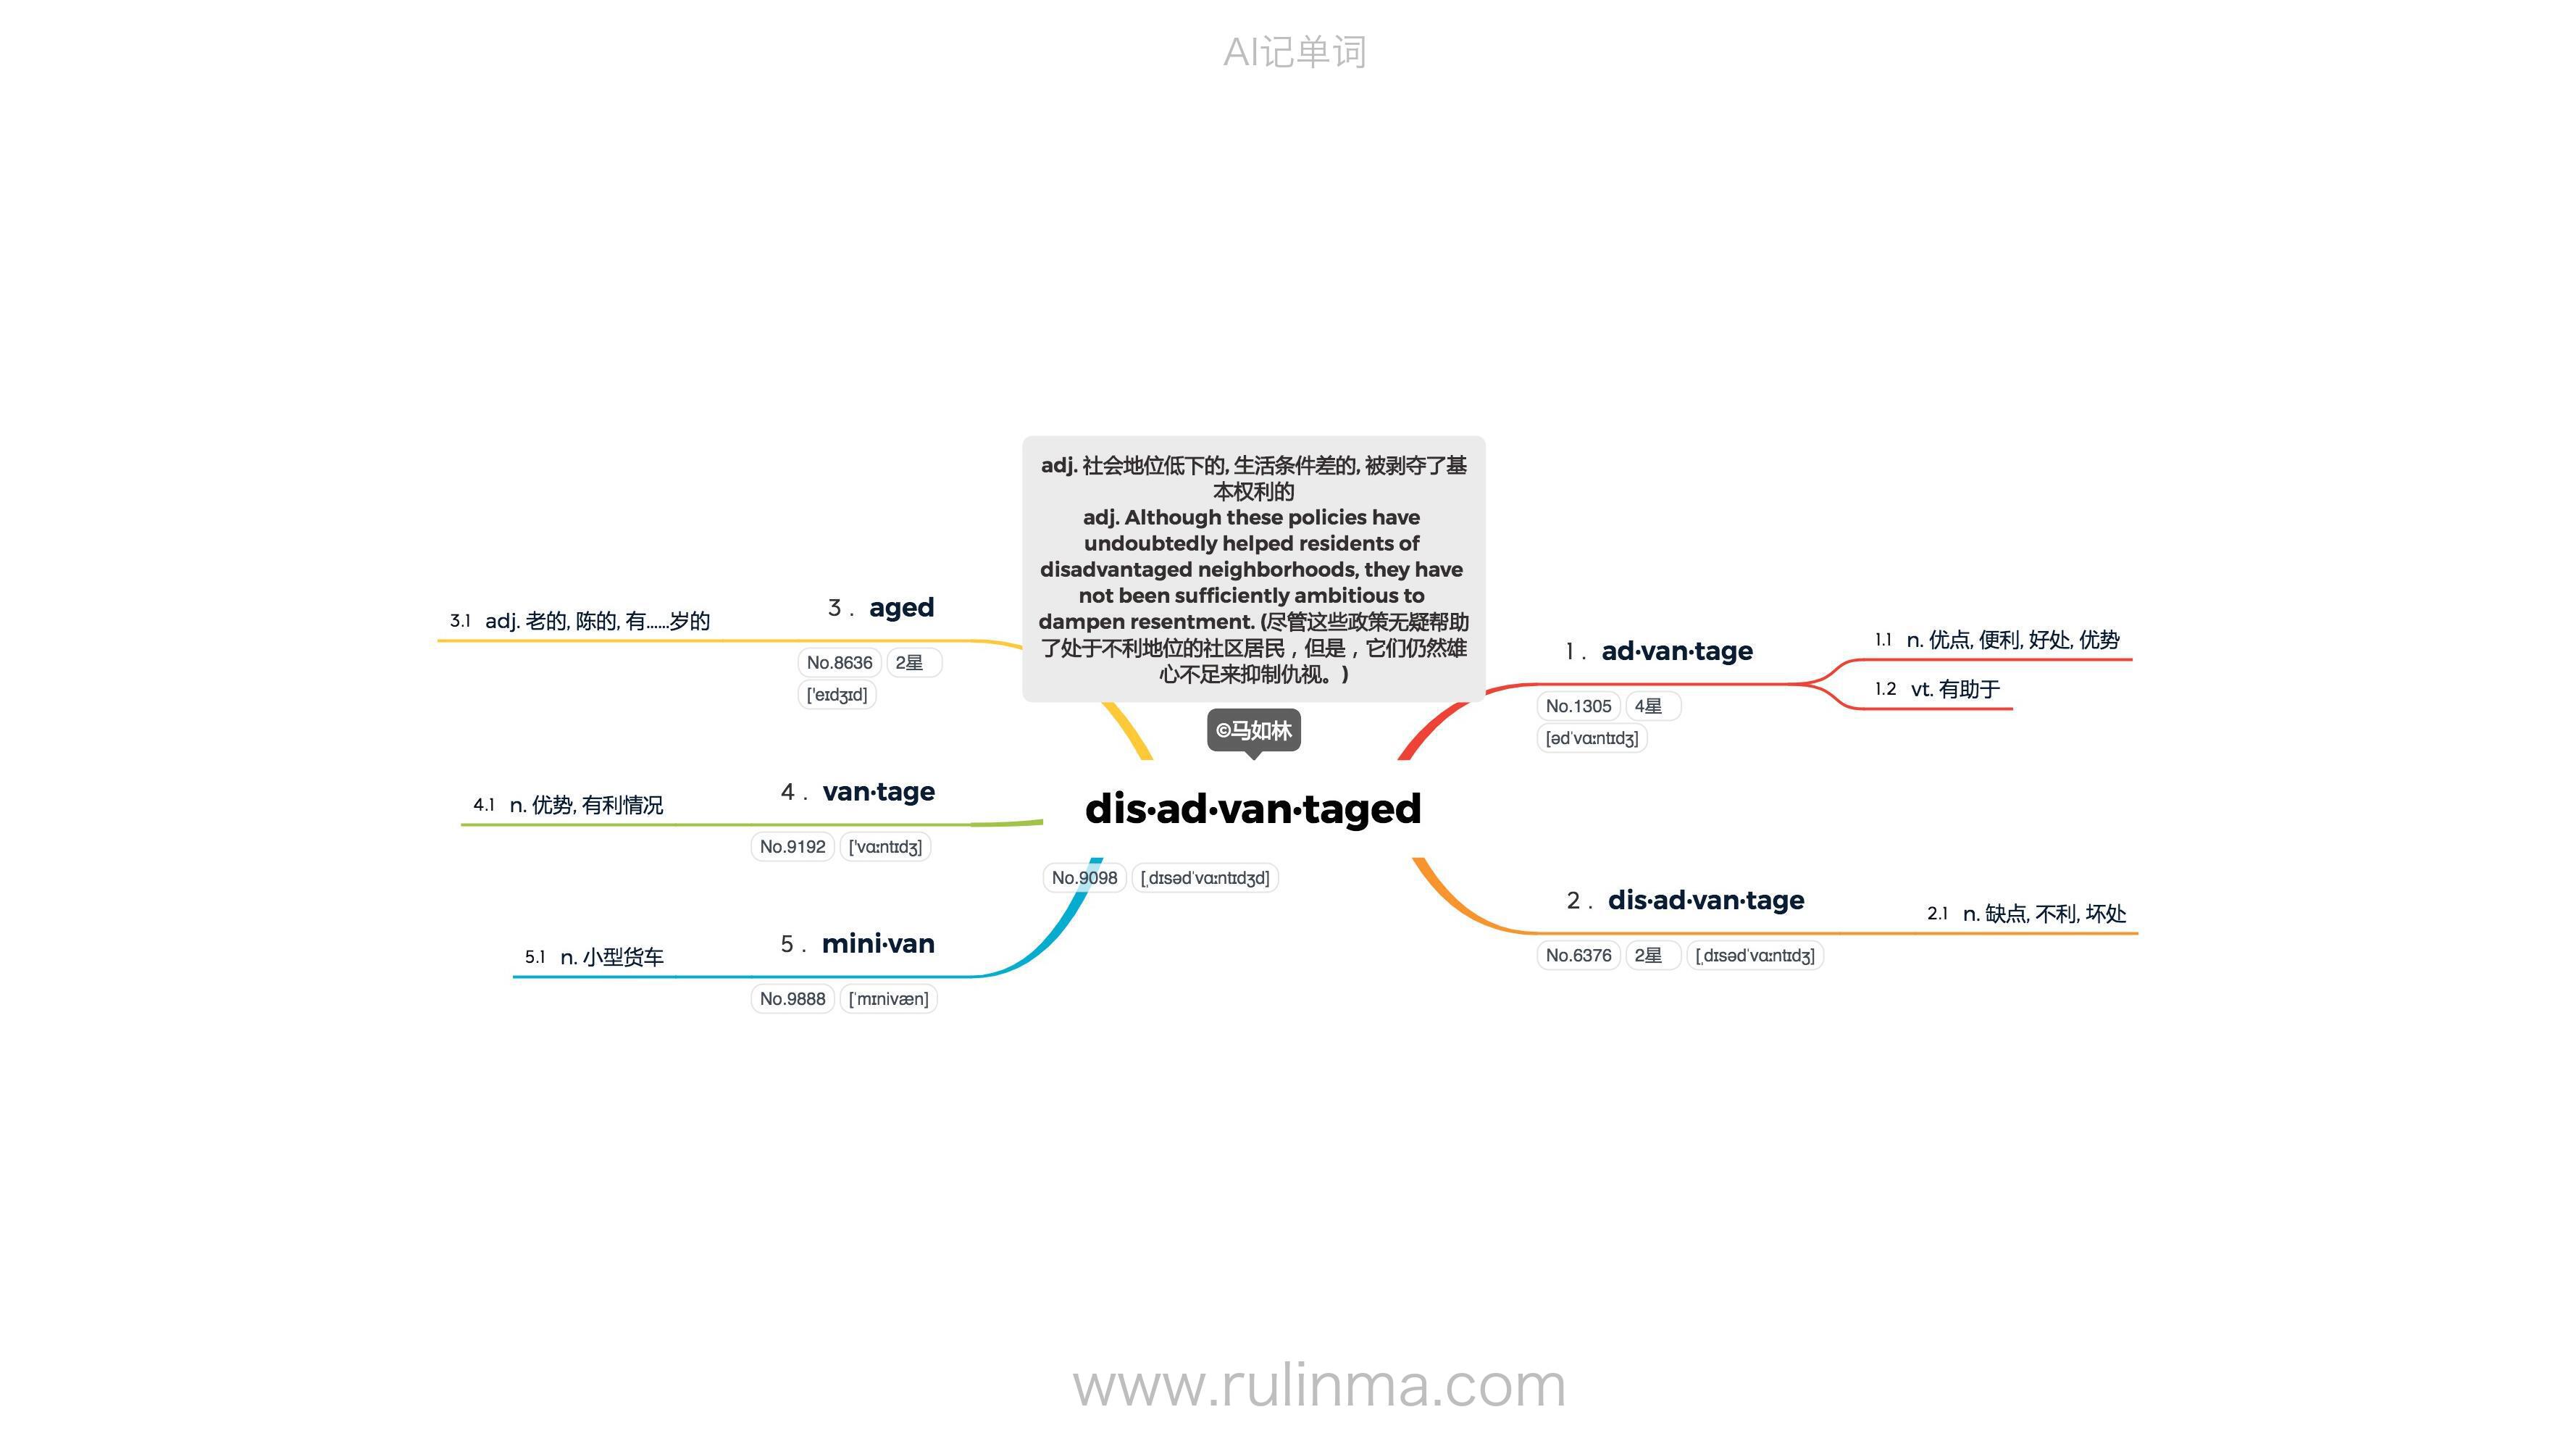 AI记单词
adj. 社会地位低下的, 生活条件差的, 被剥夺了基
本权利的
adj. Although these policies have
undoubtedly helped residents of
disadvantaged neighborhoods, they have
not been sufficiently ambitious to
dampen resentment. (尽管这些政策无疑帮助
了处于不利地位的社区居民，但是，它们仍然雄
心不足来抑制仇视。)
©马如林
dis·ad·van·taged
No.9098 [ˌdɪsədˈvɑːntɪdʒd]
1. ad·van·tage
No.1305 4星
[ədˈvɑːntɪdʒ]
1.1 n. 优点, 便利, 好处, 优势
1.2 vt. 有助于
2. dis·ad·van·tage
No.6376 2星 [ˌdɪsədˈvɑːntɪdʒ]
2.1 n. 缺点, 不利, 坏处
3. aged
No.8636 2星
['eɪdʒɪd]
3.1 adj. 老的, 陈的, 有......岁的
4. van·tage
No.9192 ['vɑːntɪdʒ]
4.1 n. 优势, 有利情况
5. mini·van
No.9888 [ˈmɪnivæn]
5.1 n. 小型货车
www.rulinma.com